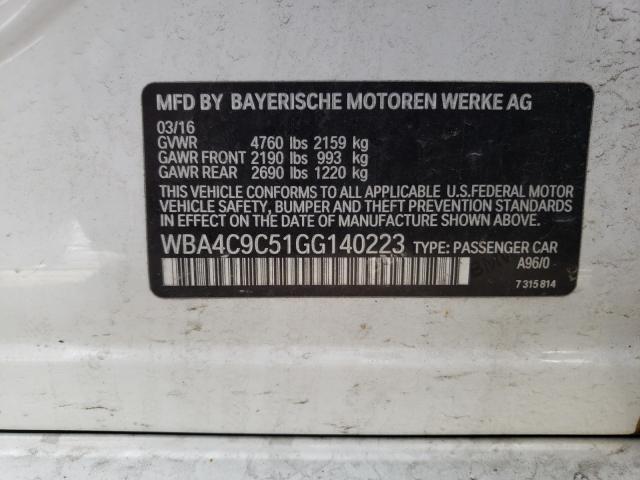 MFD BY BAYERISCHE MOTOREN WERKE AG
03/16
GVWR 4760 lbs 2159 kg
GAWR FRONT 2190 lbs 993 kg
GAWR REAR 2690 lbs 1220 kg
THIS VEHICLE CONFORMS TO ALL APPLICABLE U.S.FEDERAL MOTOR
VEHICLE SAFETY, BUMPER, AND THEFT PREVENTION STANDARDS
IN EFFECT ON THE DATE OF MANUFACTURE SHOWN ABOVE.
WBA4C9C51GG140223 TYPE: PASSENGER CAR
A96/0
7 315 814